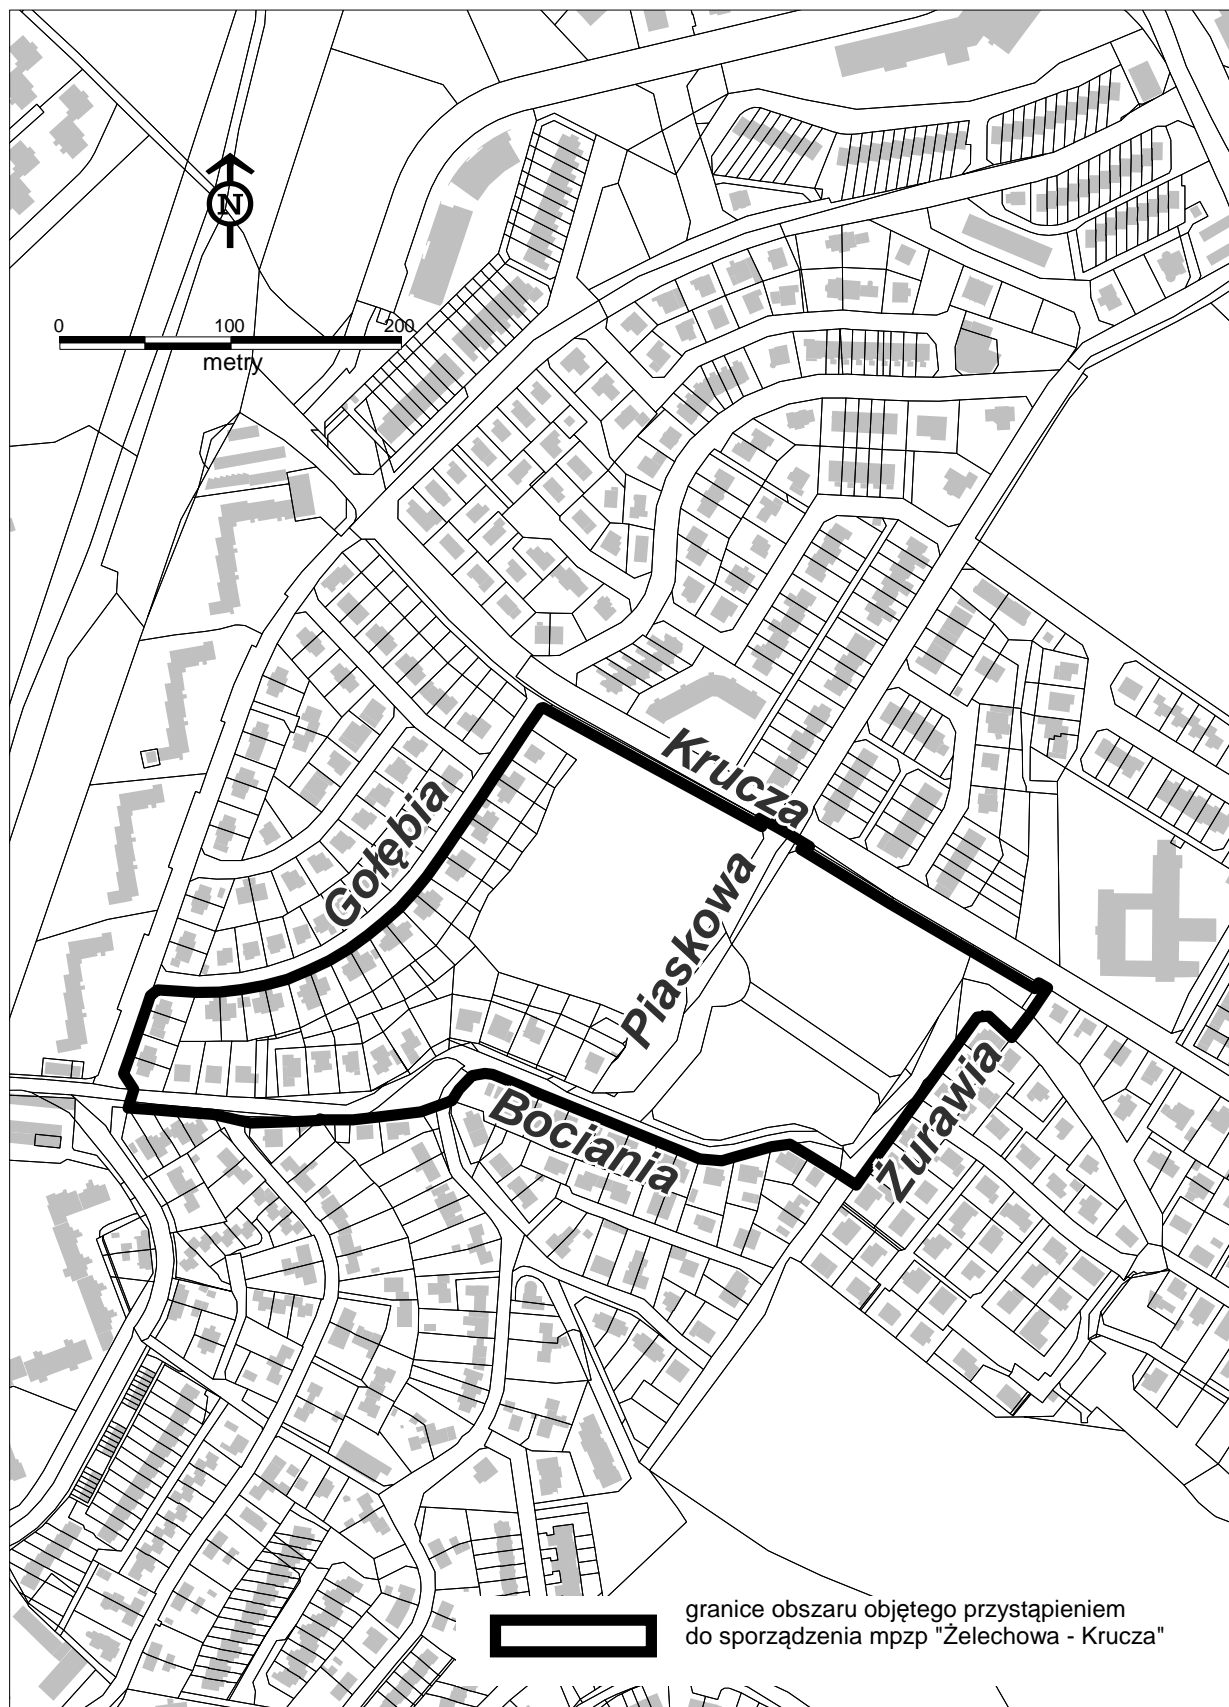 N
0 100 200
metry
Krucza
Gołębia
Piaskowa
Żurawia
Bociania
granice obszaru objętego przystąpieniem
do sporządzenia mpzp "Żelechowa - Krucza"